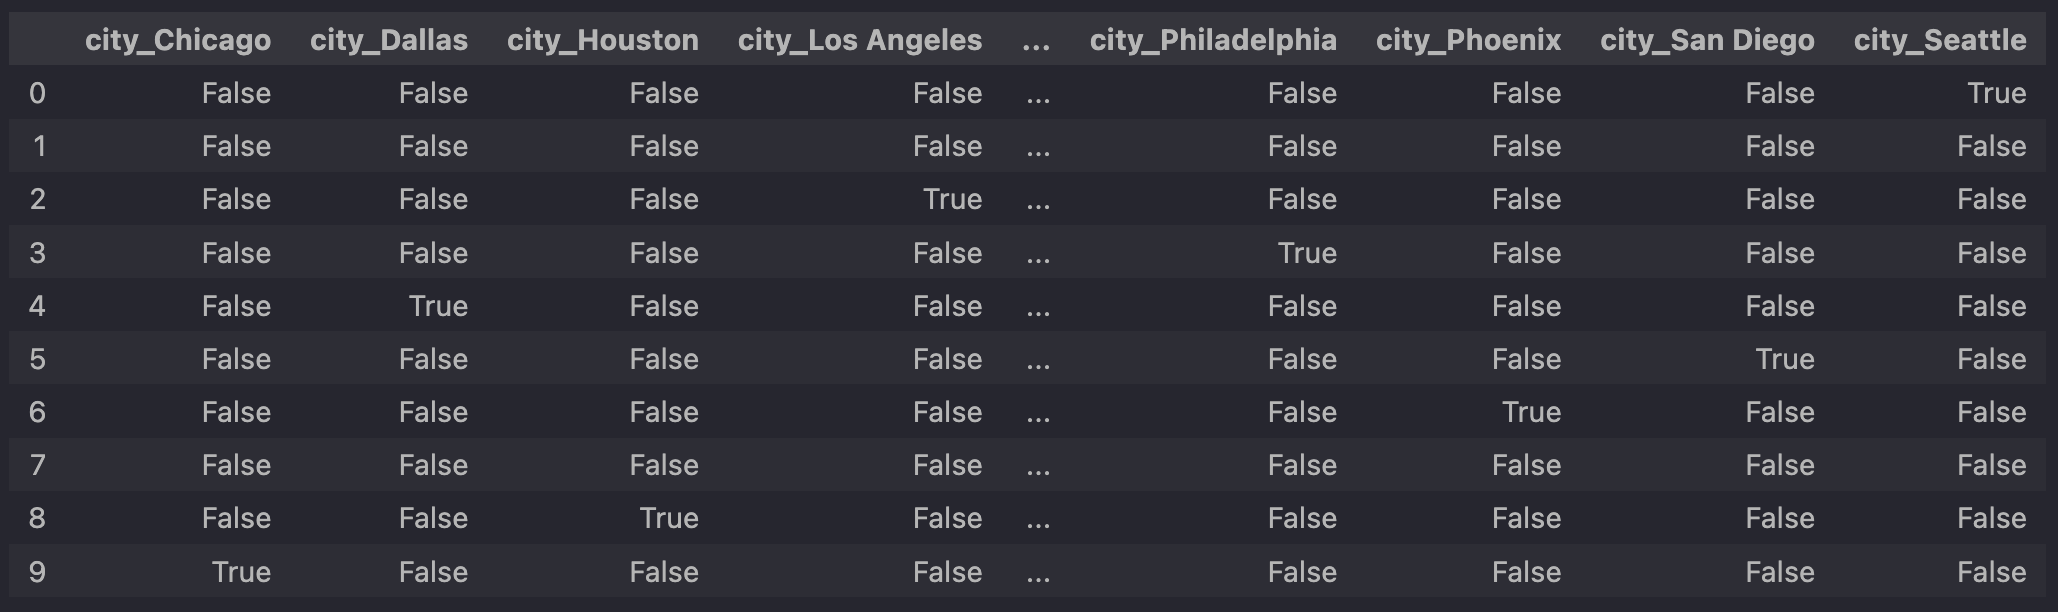 city_Chicago city_Dallas city_Houston city_Los Angeles ... city_Philadelphia city_Phoenix city_San Diego city_Seattle
0 False False False False ... False False False True
1 False False False False ... False False False False
2 False False False True ... False False False False
3 False False False False ... True False False False
4 False True False False ... False False False False
5 False False False False ... False False True False
6 False False False False ... False True False False
7 False False False False ... False False False False
8 False False True False ... False False False False
9 True False False False ... False False False False